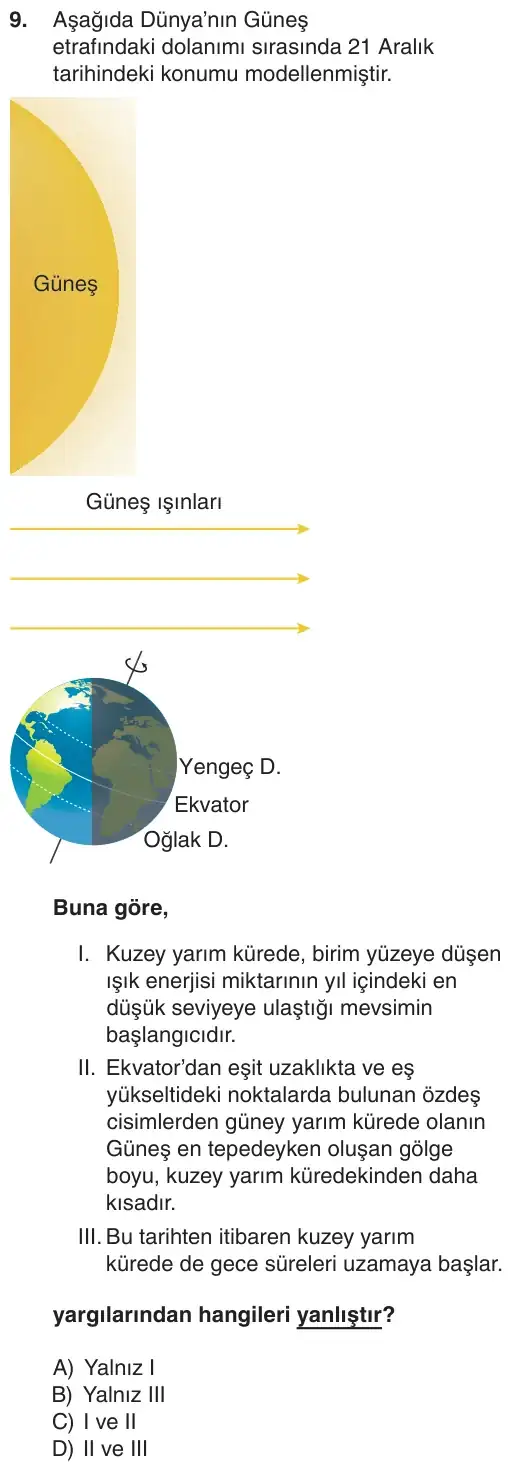 9. Aşağıda Dünya’nın Güneş
etrafındaki dolanımı sırasında 21 Aralık
tarihindeki konumu modellenmiştir.
Güneş
Güneş ışınları
Yengeç D.
Ekvator
Oğlak D.
Buna göre,
I. Kuzey yarım kürede, birim yüzeye düşen
ışık enerjisi miktarının yıl içindeki en
düşük seviyeye ulaştığı mevsimin
başlangıcıdır.
II. Ekvator’dan eşit uzaklıkta ve eş
yükseltideki noktalarda bulunan özdeş
cisimlerden güney yarım kürede olanın
Güneş en tepedeyken oluşan gölge
boyu, kuzey yarım küredekinden daha
kısadır.
III. Bu tarihten itibaren kuzey yarım
kürede de gece süreleri uzamaya başlar.
yargılarından hangileri yanlıştır?
A) Yalnız I
B) Yalnız III
C) I ve II
D) II ve III